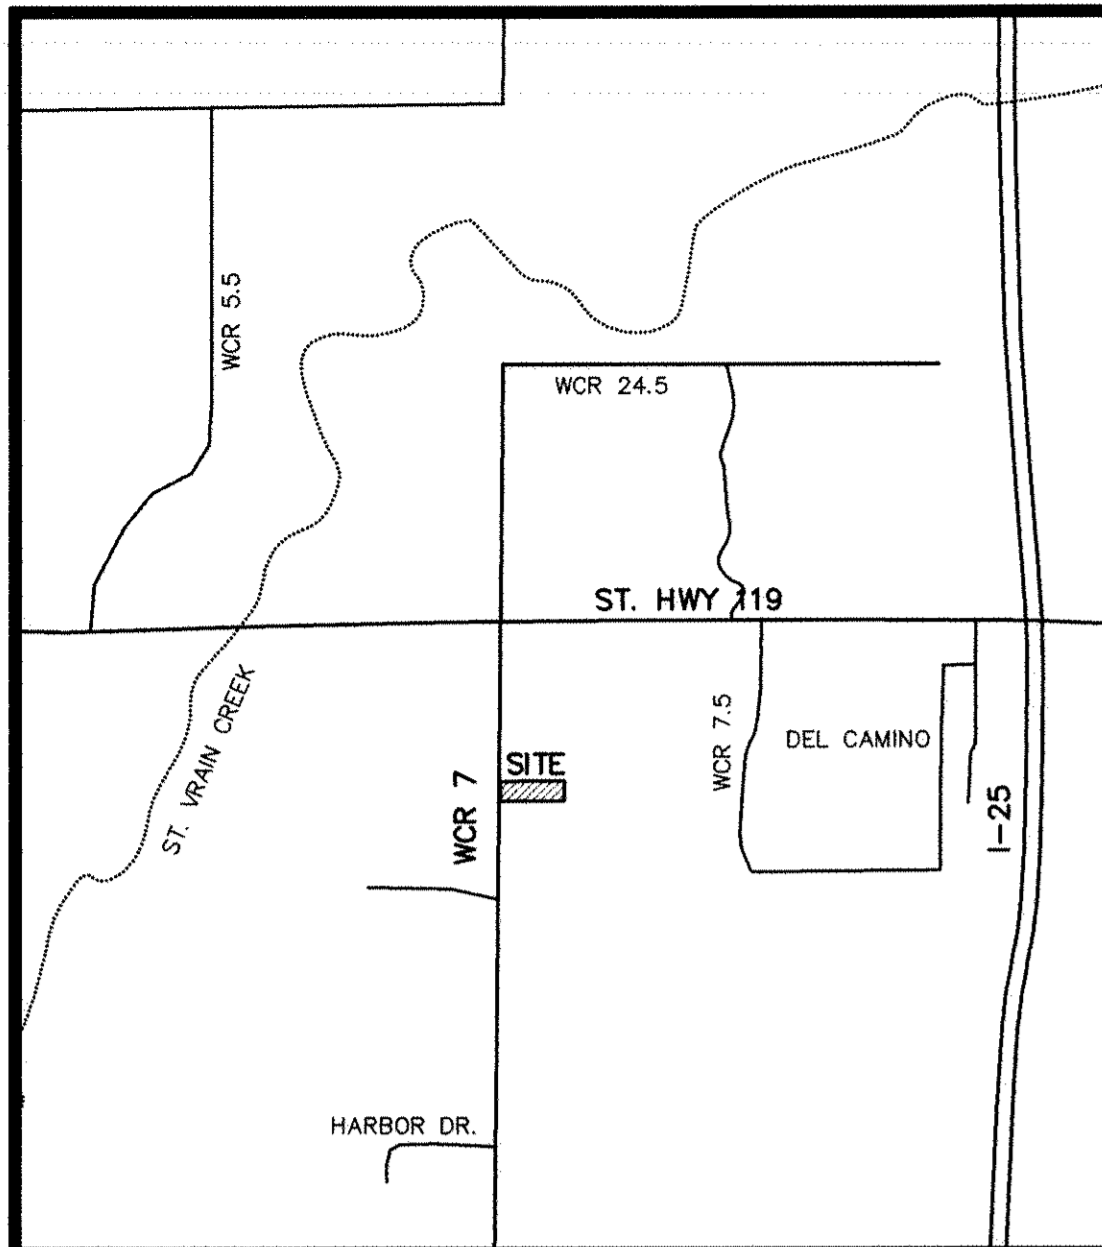 WCR 5.5
WCR 24.5
ST. HWY 119
ST. VRAIN CREEK
WCR 7.5
DEL CAMINO
SITE
WCR 7
I-25
HARBOR DR.